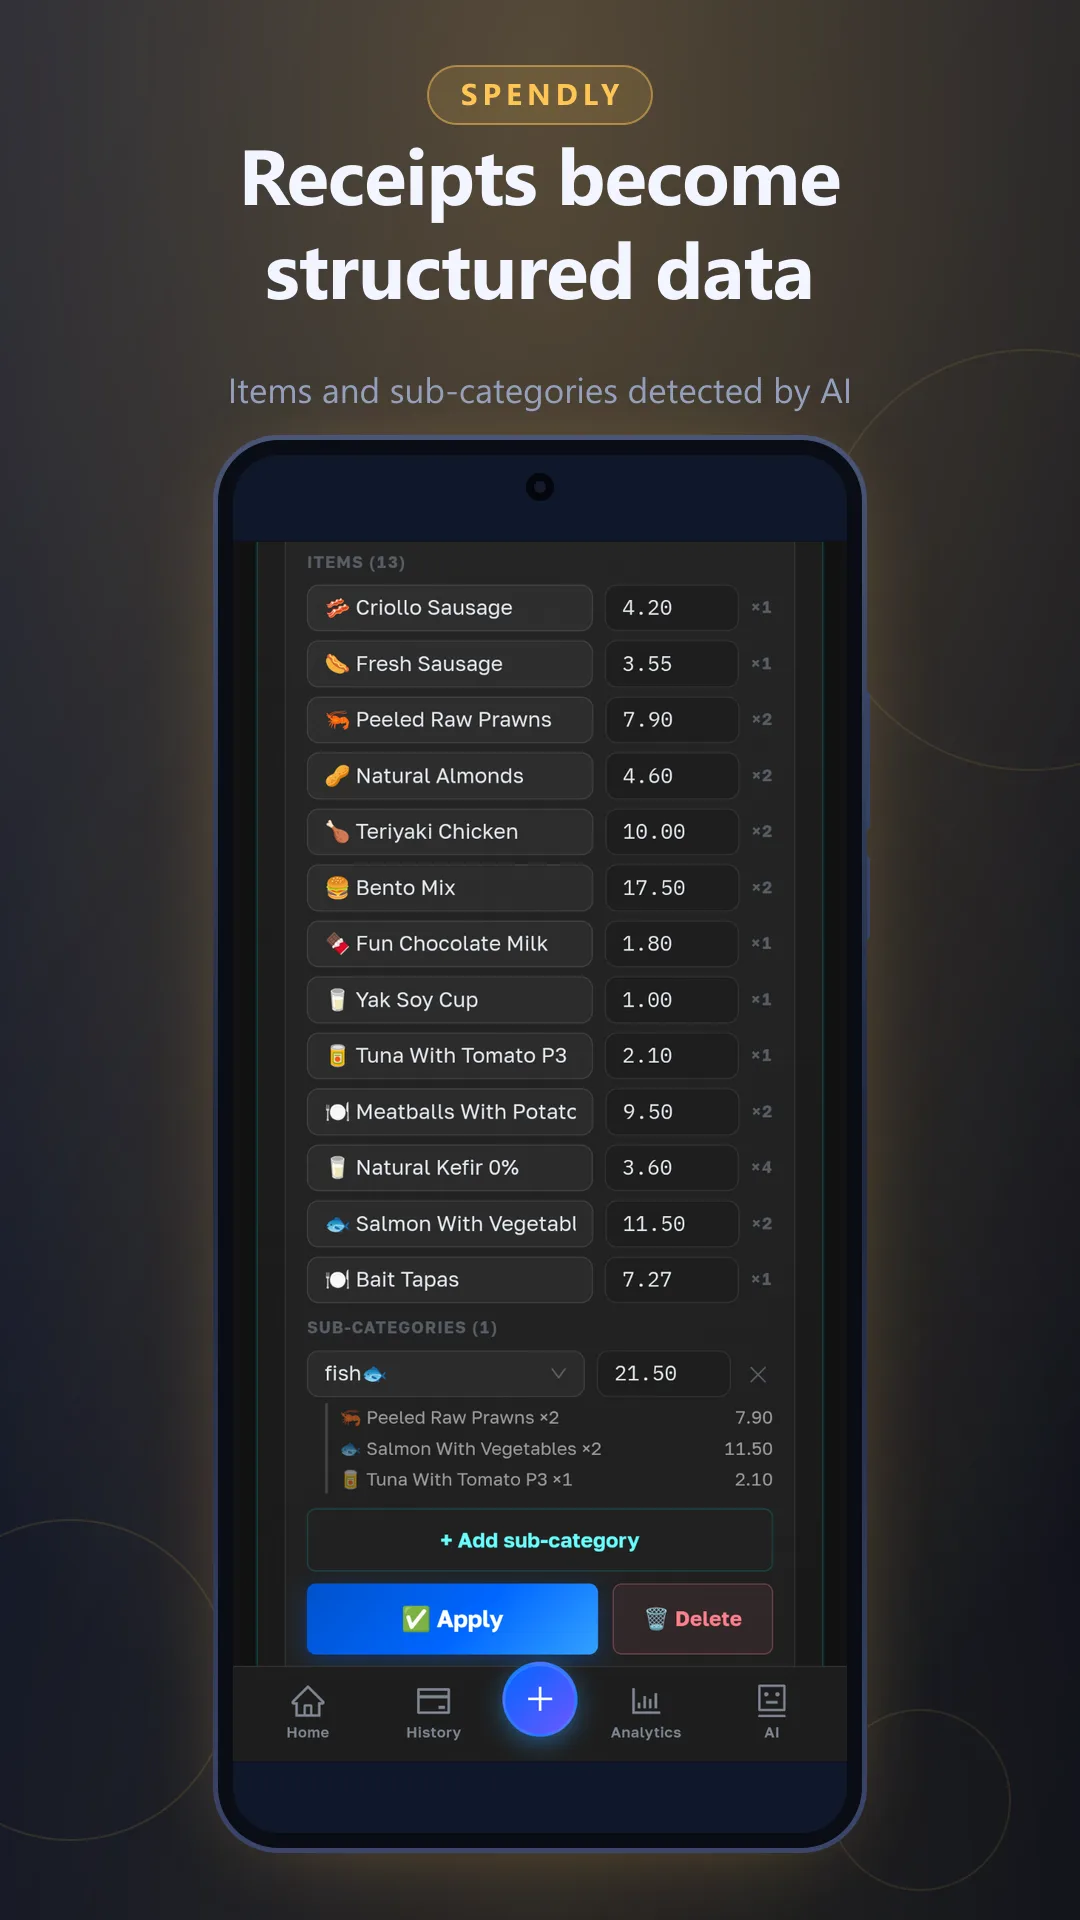 SPENDLY
Receipts become
structured data
Items and sub-categories detected by AI
ITEMS (13)
Criollo Sausage 4.20 ×1
Fresh Sausage 3.55 ×1
Peeled Raw Prawns 7.90 ×2
Natural Almonds 4.60 ×2
Teriyaki Chicken 10.00 ×2
Bento Mix 17.50 ×2
Fun Chocolate Milk 1.80 ×1
Yak Soy Cup 1.00 ×1
Tuna With Tomato P3 2.10 ×1
Meatballs With Potatc 9.50 ×2
Natural Kefir 0% 3.60 ×4
Salmon With Vegetabl 11.50 ×2
Bait Tapas 7.27 ×1
SUB-CATEGORIES (1)
fish 21.50
Peeled Raw Prawns ×2 7.90
Salmon With Vegetables ×2 11.50
Tuna With Tomato P3 ×1 2.10
+ Add sub-category
Apply Delete
Home History + Analytics AI